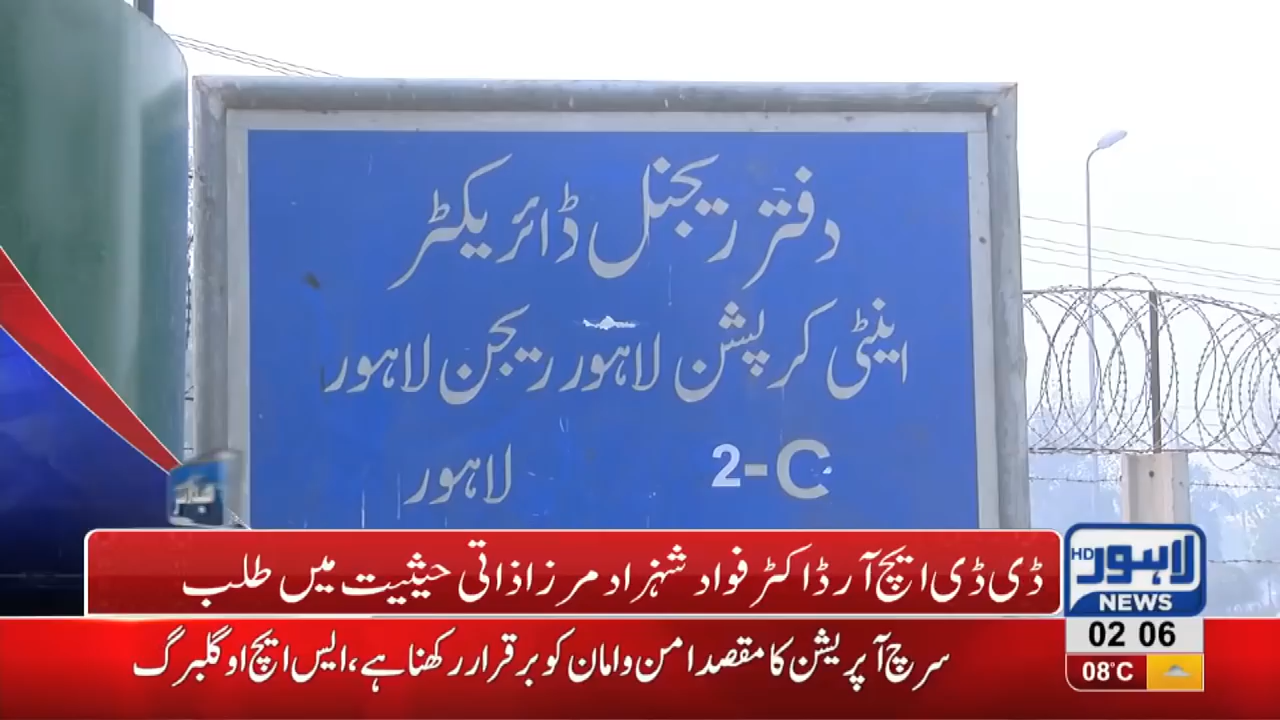 دفتر ریجنل ڈائریکٹر
اینٹی کرپشن لاہور ریجن لاہور
2-C لاہور
ڈی ڈی ایچ آر ڈاکٹر فواد شہزاد مرزا ذاتی حیثیت میں طلب
سرچ آپریشن کا مقصد امن و امان کو برقرار رکھنا ہے، ایس ایچ او گلبرگ
لاہور HD
NEWS
02 06
08°C